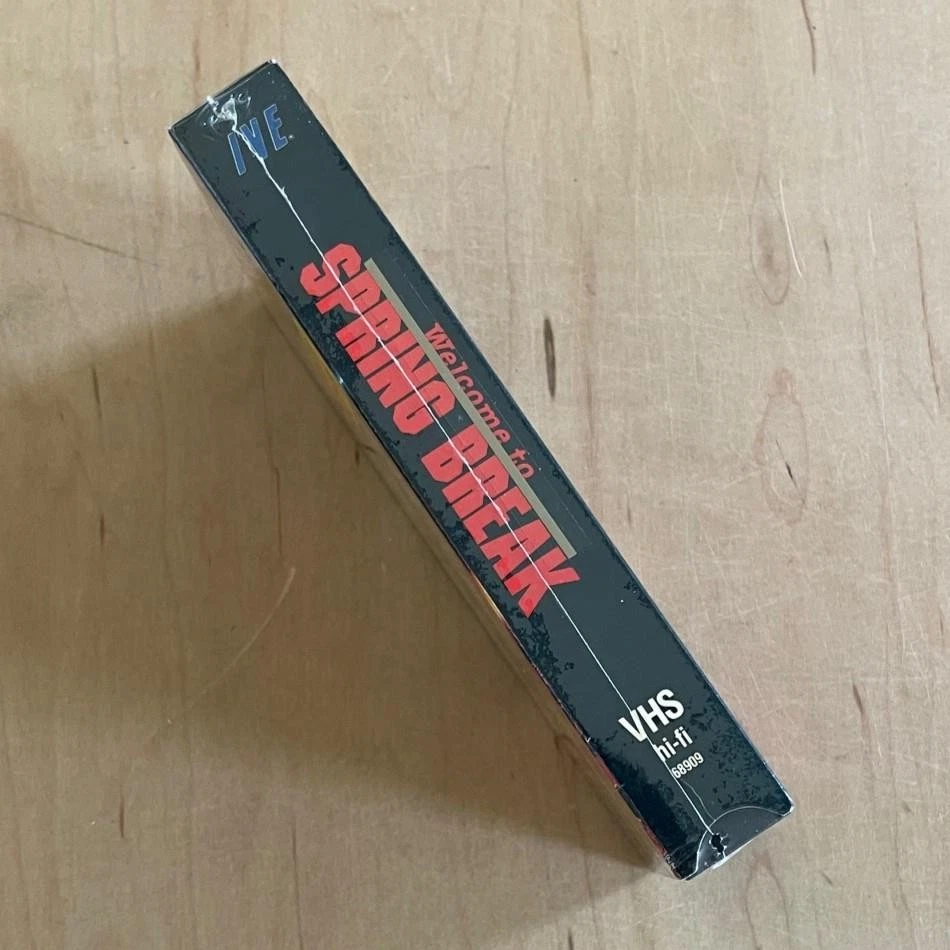 IVE
Welcome to
SPRING BREAK
VHS
hi-fi
68909